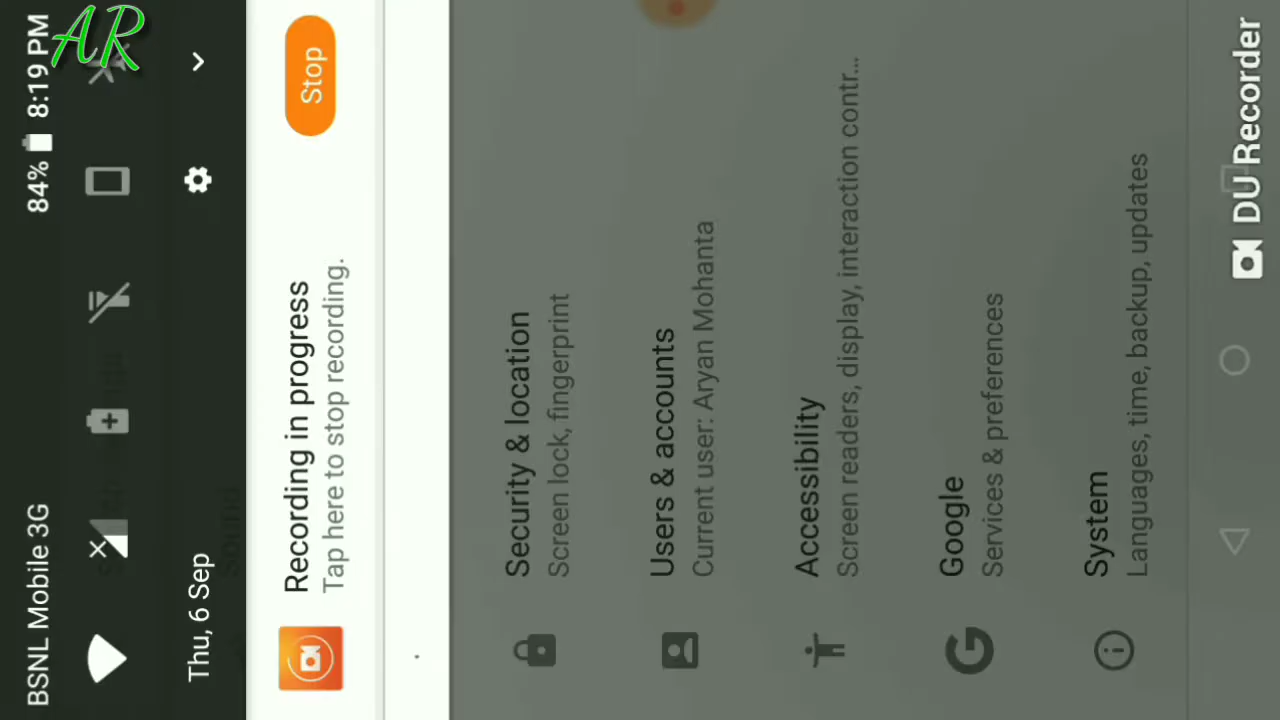 BSNL Mobile 3G
84%
8:19 PM
AR
Thu, 6 Sep
Recording in progress
Tap here to stop recording.
Stop
Security & location
Screen lock, fingerprint
Users & accounts
Current user: Aryan Mohanta
Accessibility
Screen readers, display, interaction contr...
Google
Services & preferences
System
Languages, time, backup, updates
DU Recorder